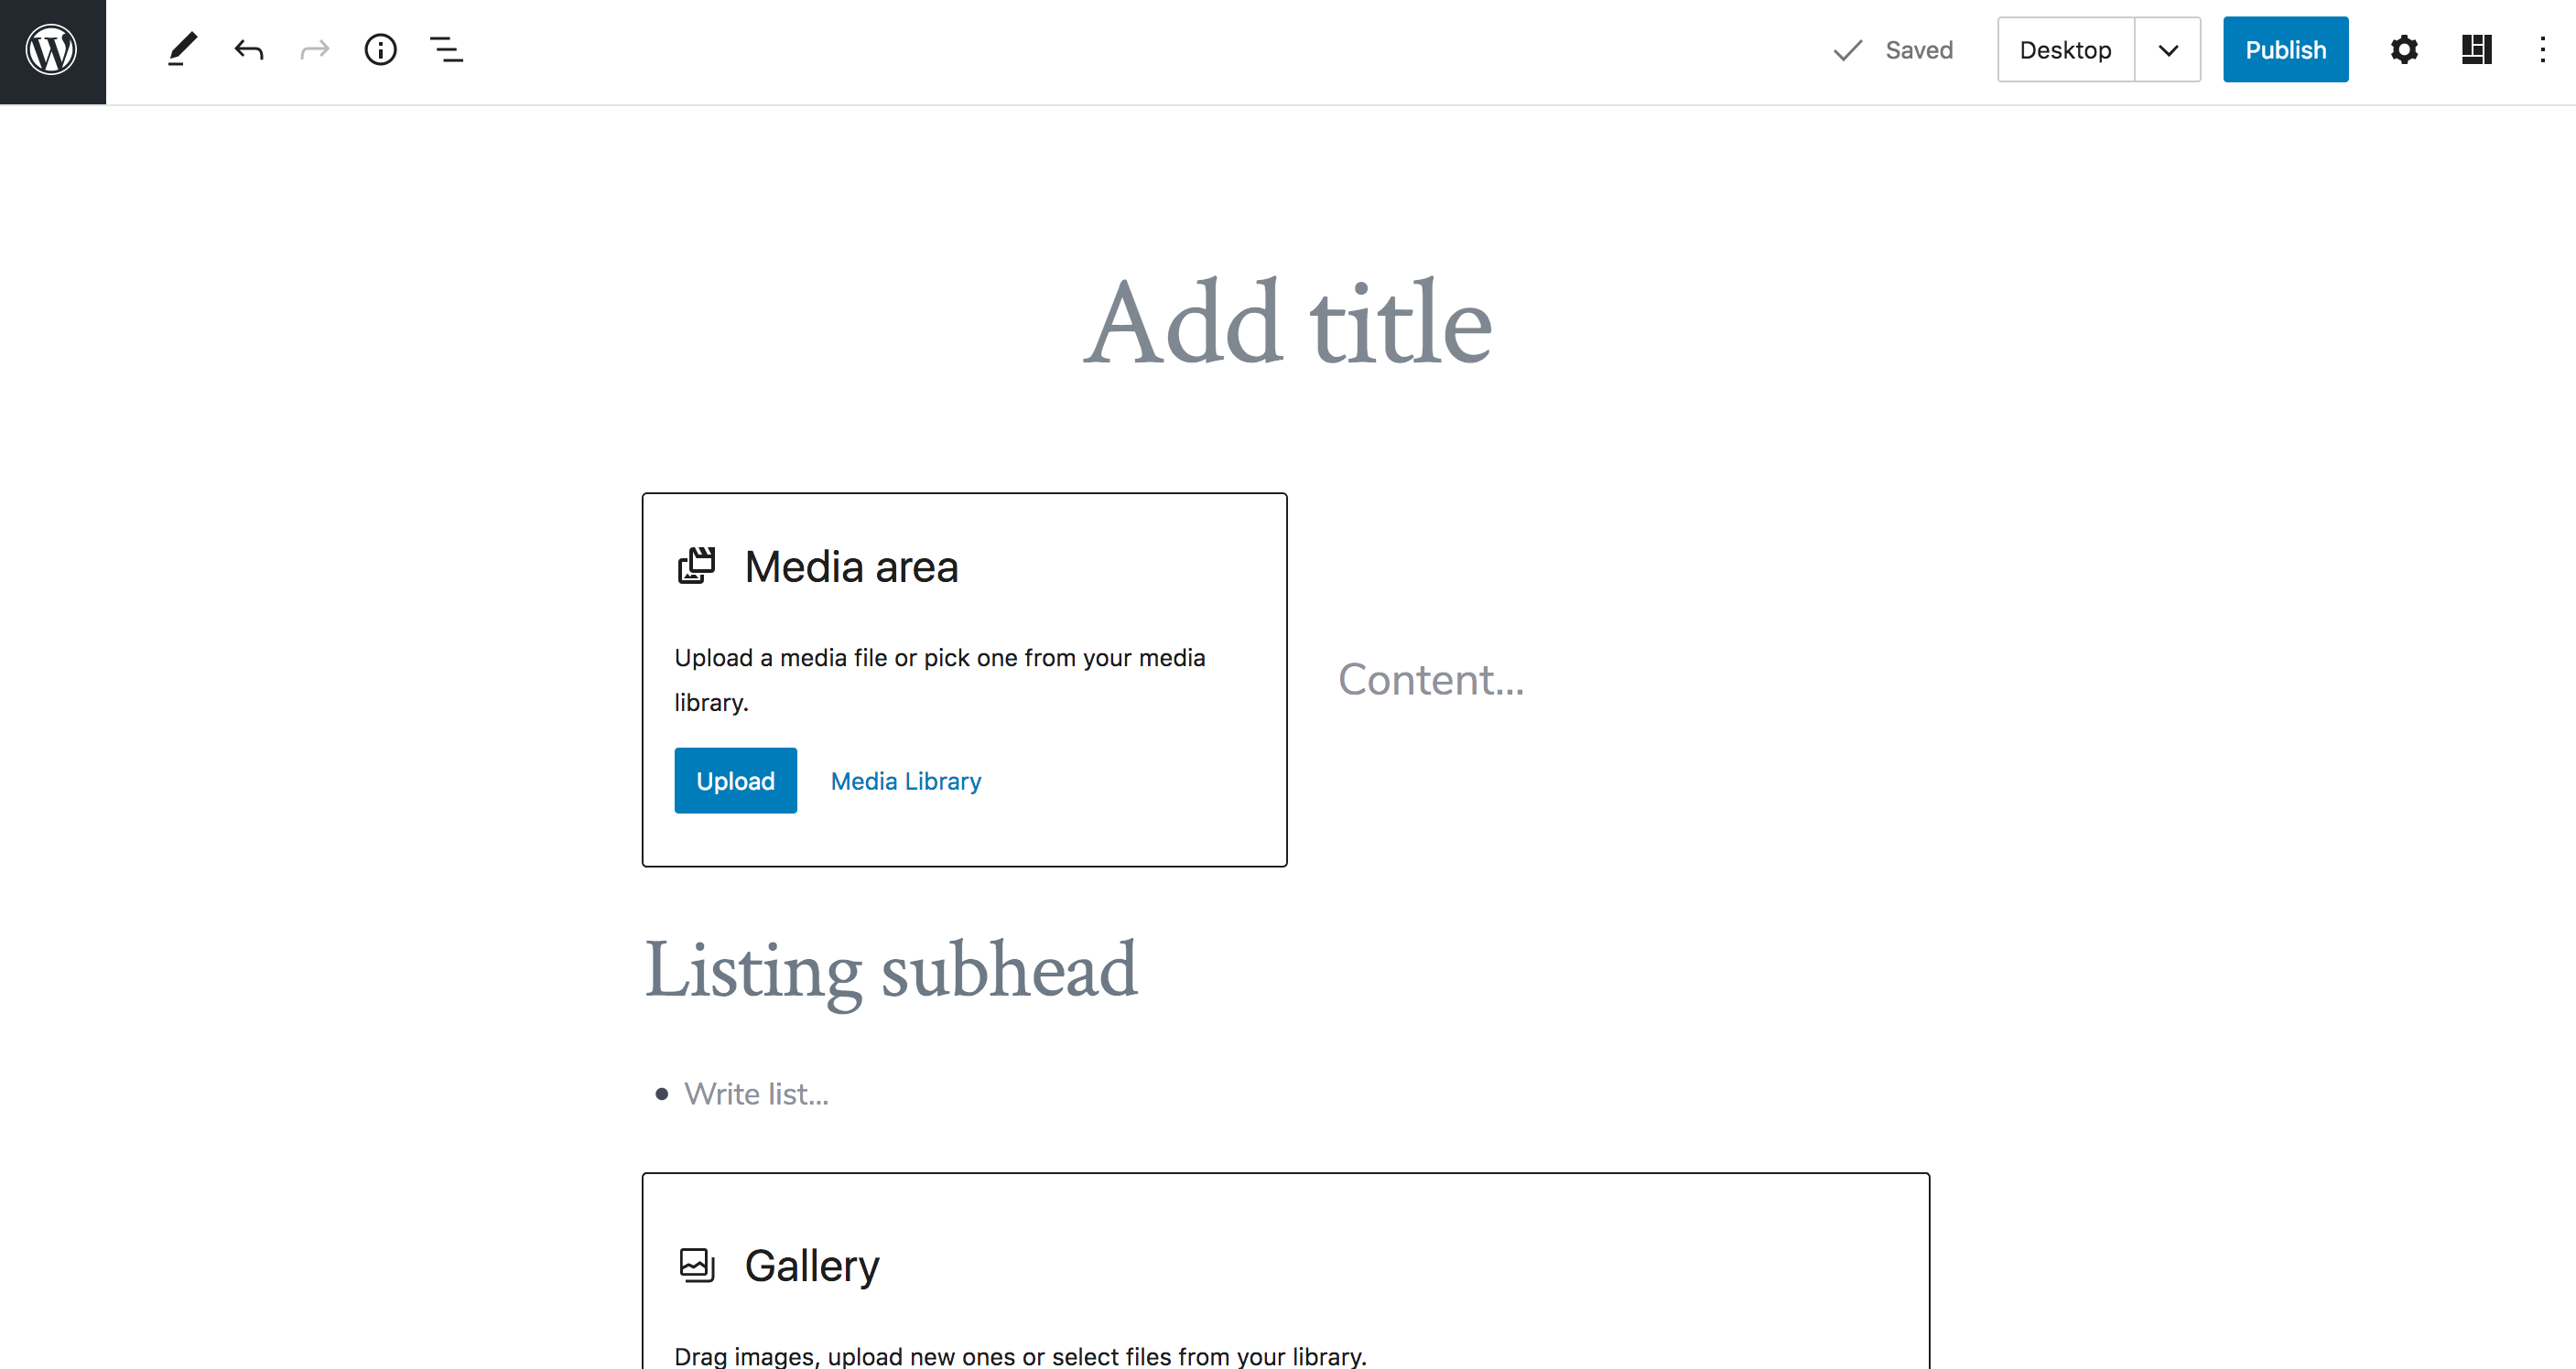 Saved
Desktop
Publish
Add title
Media area
Upload a media file or pick one from your media
library.
Upload
Media Library
Content...
Listing subhead
Write list...
Gallery
Drag images, upload new ones or select files from your library.